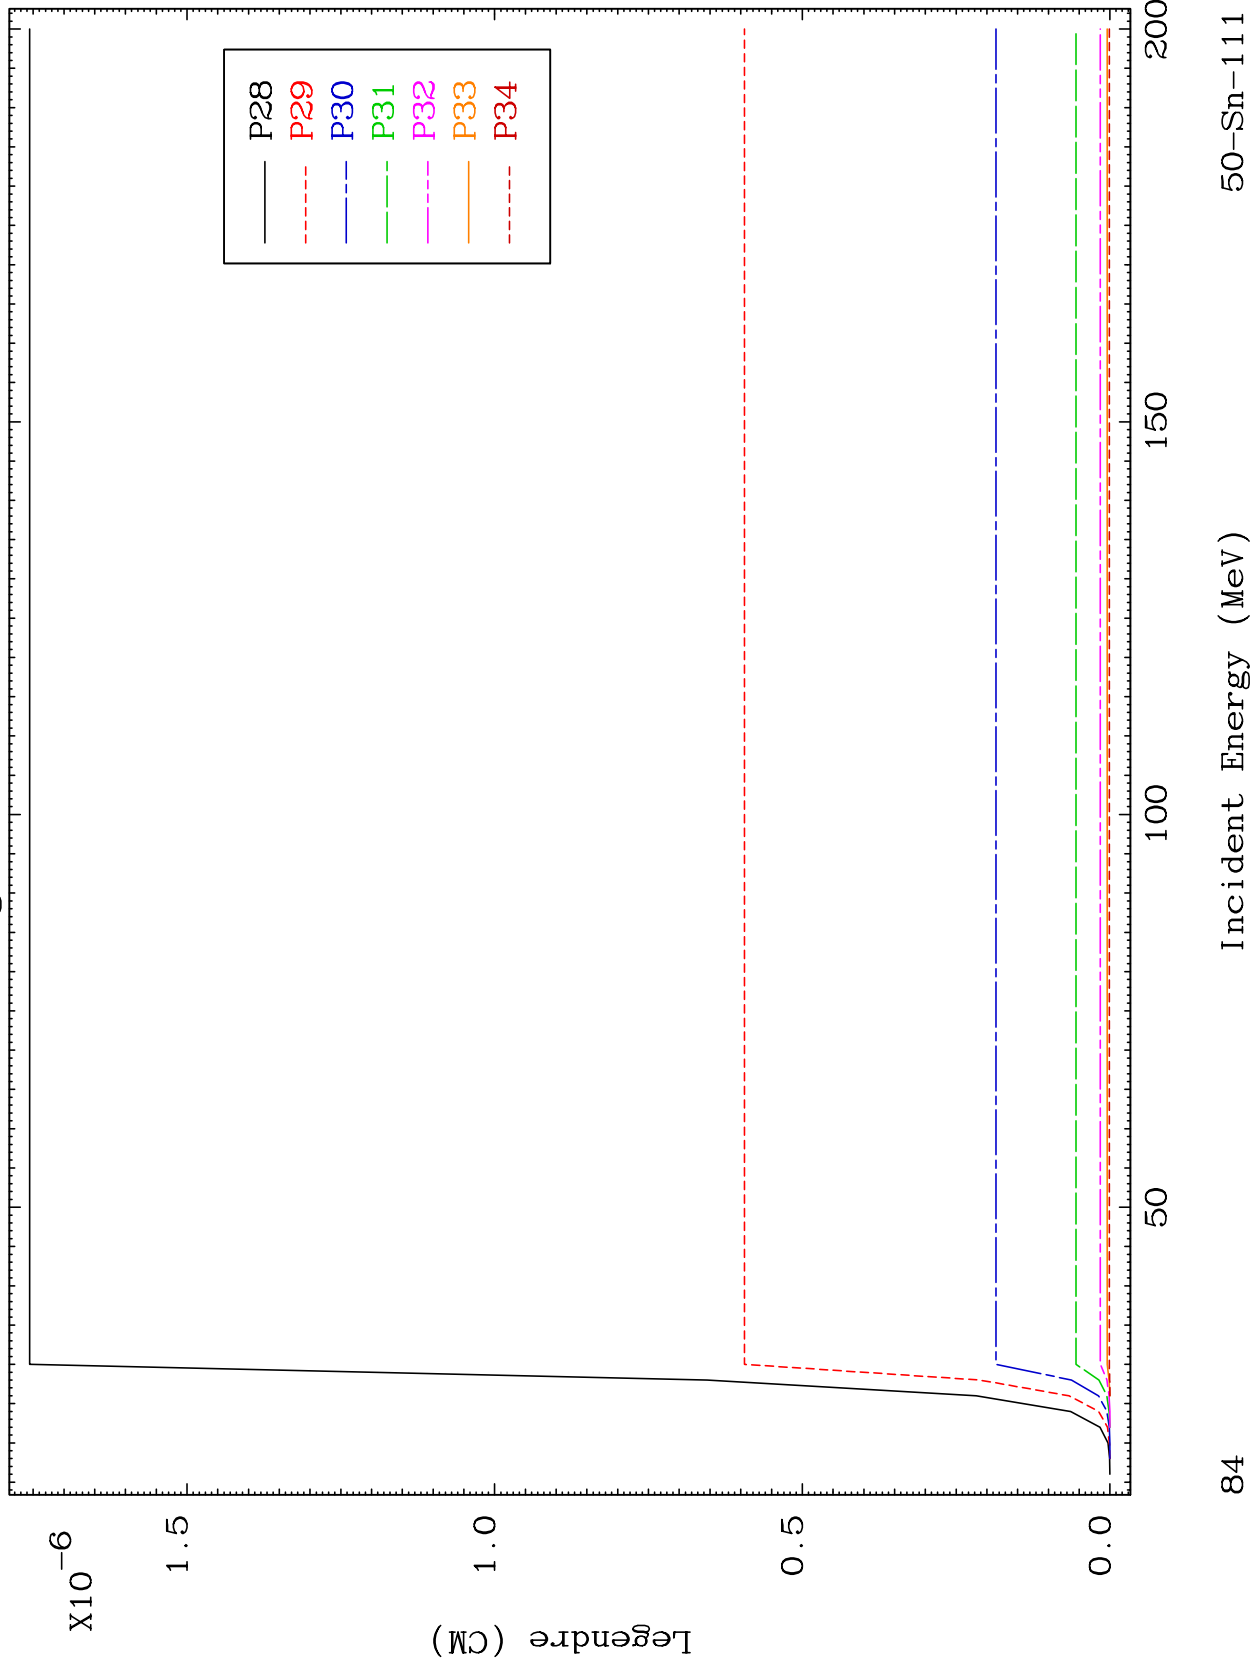 X10-6
1.5
1.0
0.5
0.0
Legendre (CM)
P28
P29
P30
P31
P32
P33
P34
50
100
150
200
Incident Energy (MeV)
84
50-Sn-111